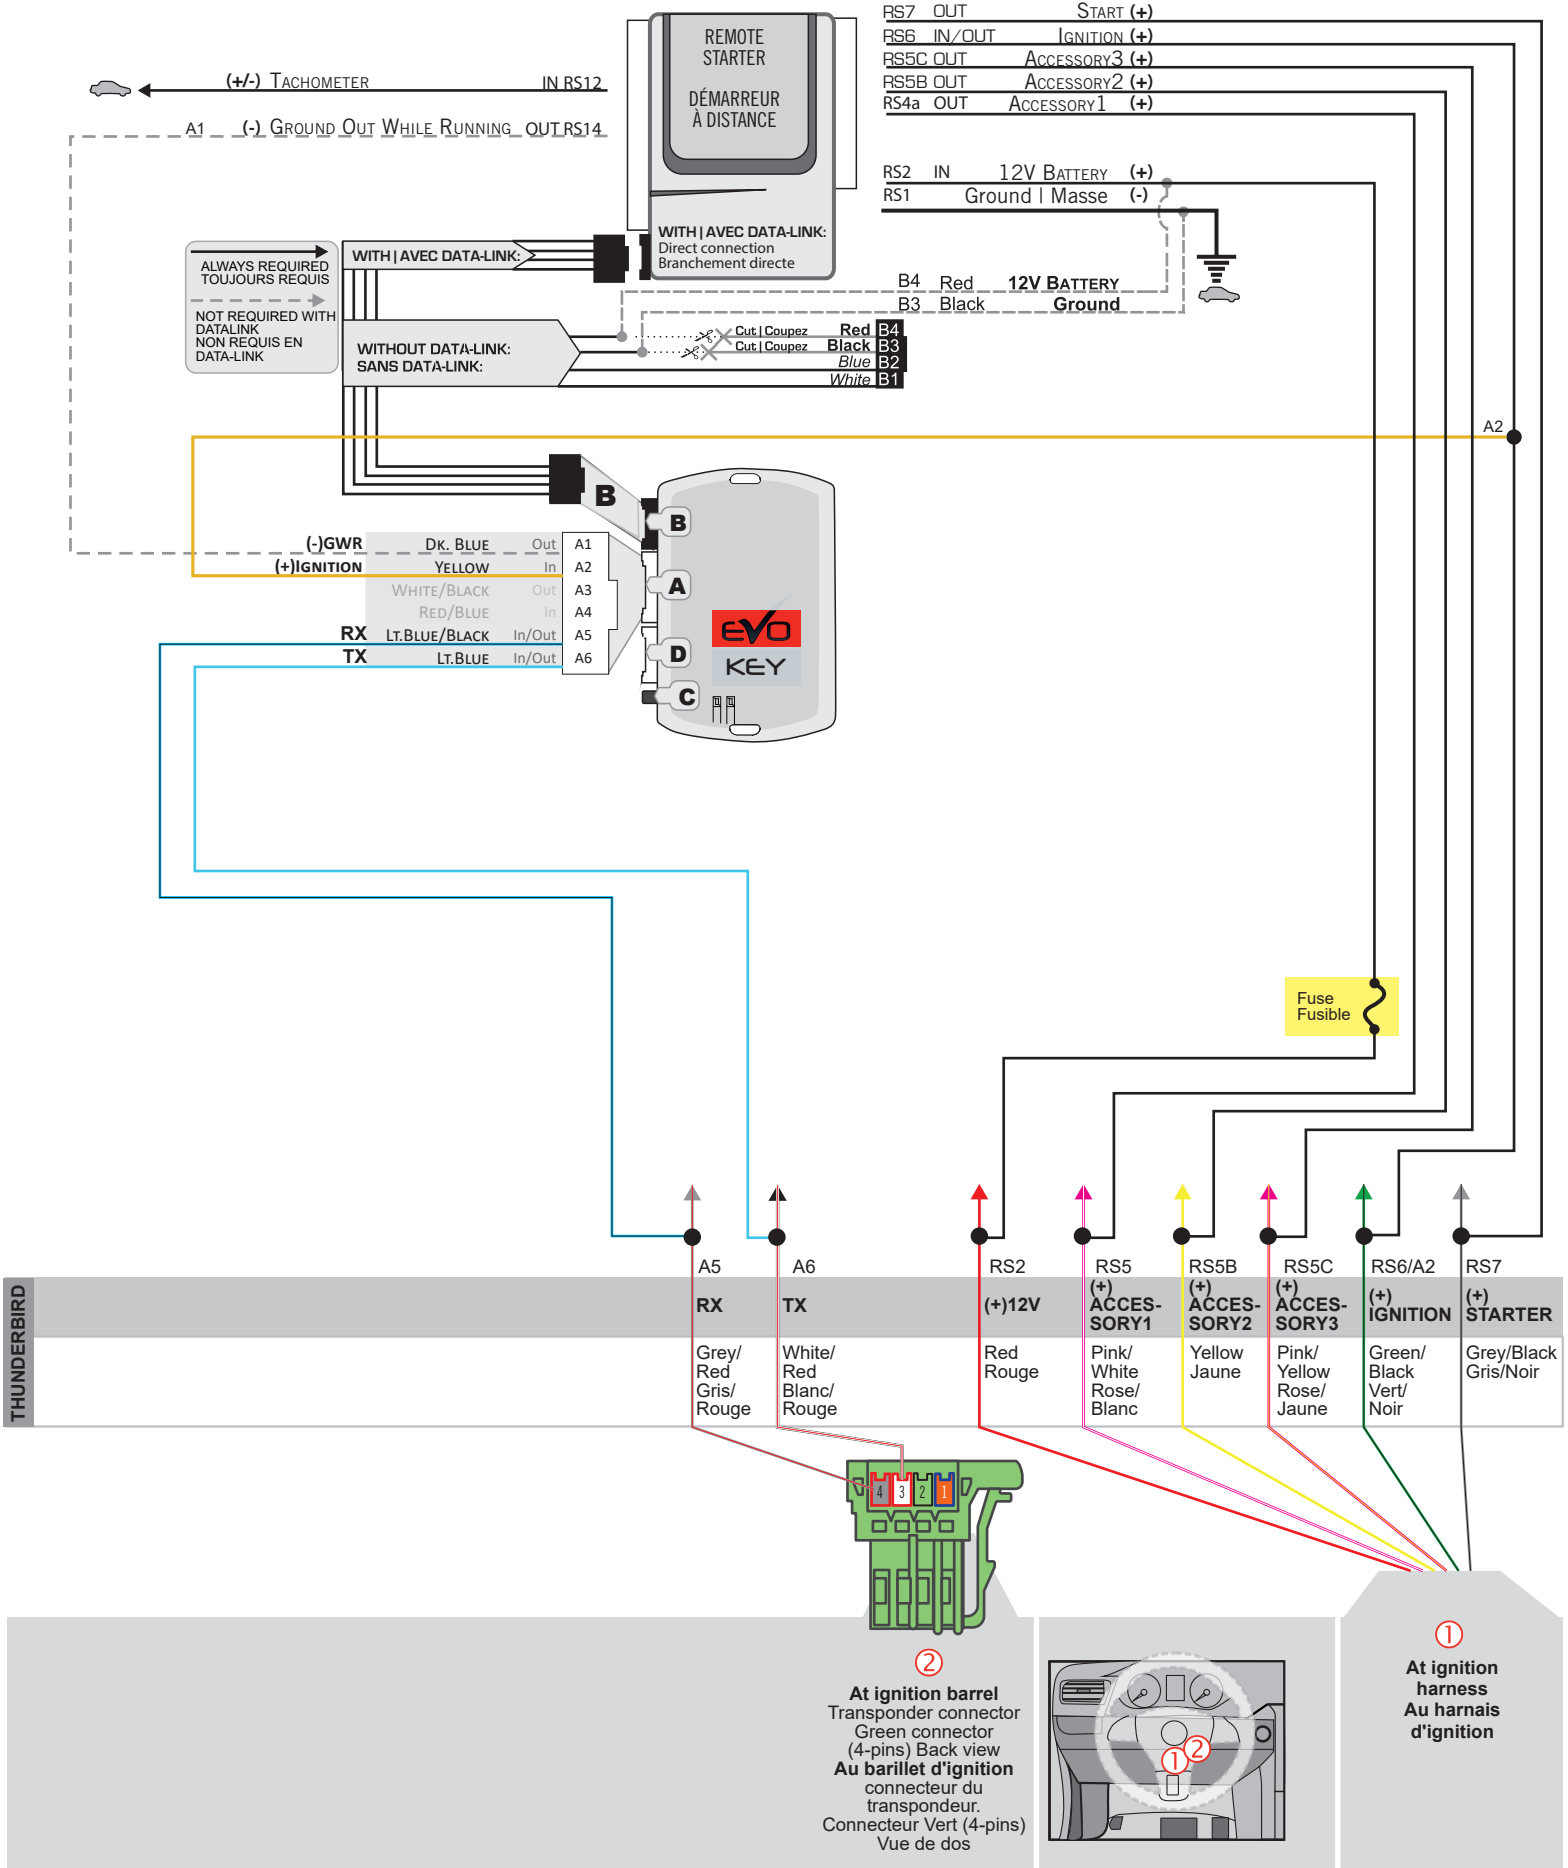 REMOTE
STARTER
DÉMARREUR
À DISTANCE
WITH | AVEC DATA-LINK:
Direct connection
Branchement directe
(+/-) TACHOMETER IN RS12
A1 (-) GROUND OUT WHILE RUNNING OUT RS14
RS7 OUT START (+)
RS6 IN/OUT IGNITION (+)
RS5C OUT ACCESSORY3 (+)
RS5B OUT ACCESSORY2 (+)
RS4a OUT ACCESSORY1 (+)
RS2 IN 12V BATTERY (+)
RS1 Ground | Masse (-)
ALWAYS REQUIRED
TOUJOURS REQUIS
NOT REQUIRED WITH
DATALINK
NON REQUIS EN
DATA-LINK
WITH | AVEC DATA-LINK:
B4 Red 12V BATTERY
B3 Black Ground
WITHOUT DATA-LINK:
SANS DATA-LINK:
Cut | Coupez Red B4
Cut | Coupez Black B3
Blue B2
White B1
A2
B
B
A
D
C
EVO
KEY
(-)GWR DK. BLUE Out A1
(+)IGNITION YELLOW In A2
WHITE/BLACK Out A3
RED/BLUE In A4
RX LT.BLUE/BLACK In/Out A5
TX LT.BLUE In/Out A6
Fuse
Fusible
THUNDERBIRD
A5
RX
Grey/
Red
Gris/
Rouge
A6
TX
White/
Red
Blanc/
Rouge
RS2
(+)12V
Red
Rouge
RS5
(+)
ACCES-
SORY1
Pink/
White
Rose/
Blanc
RS5B
(+)
ACCES-
SORY2
Yellow
Jaune
RS5C
(+)
ACCES-
SORY3
Pink/
Yellow
Rose/
Jaune
RS6/A2
(+)
IGNITION
Green/
Black
Vert/
Noir
RS7
(+)
STARTER
Grey/Black
Gris/Noir
4 3 2 1
2
At ignition barrel
Transponder connector
Green connector
(4-pins) Back view
Au barillet d'ignition
connecteur du
transpondeur.
Connecteur Vert (4-pins)
Vue de dos
1 2
1
At ignition
harness
Au harnais
d'ignition